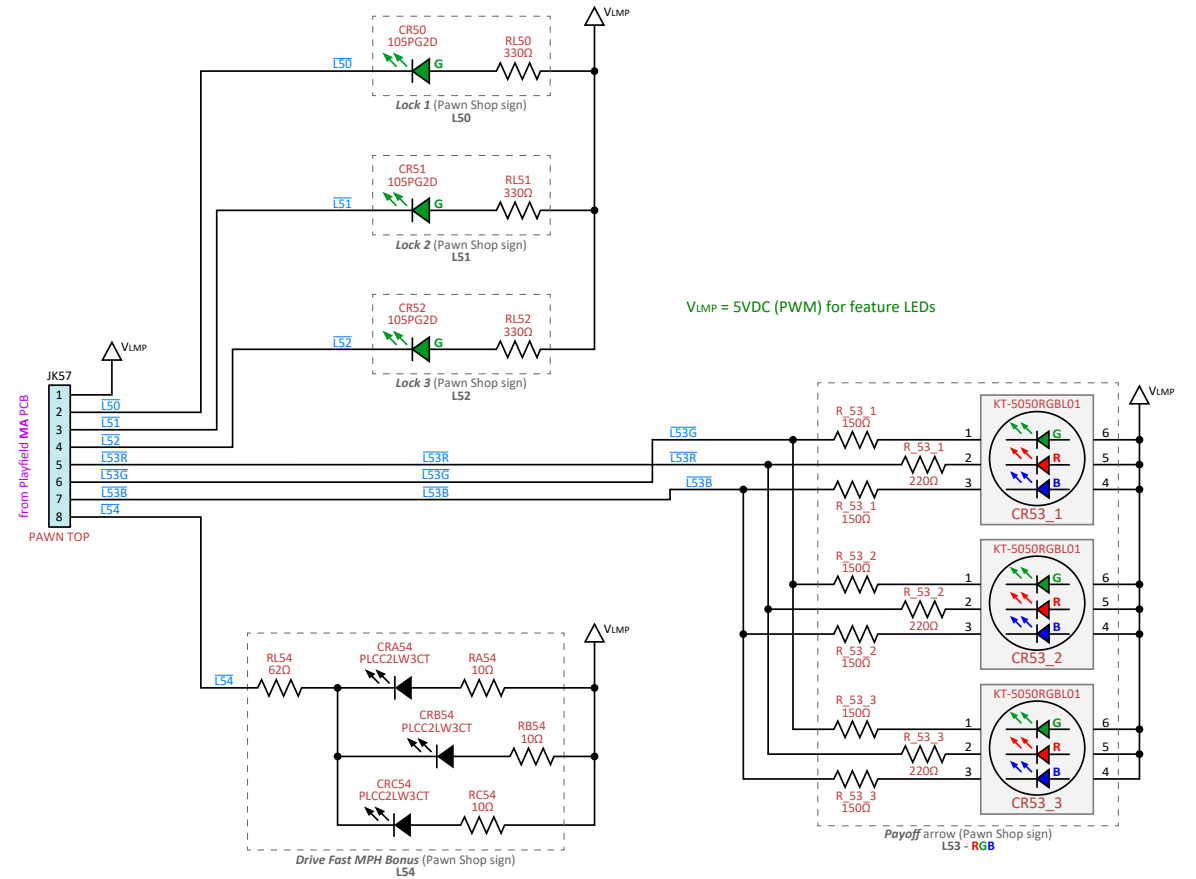 VLMP
CR50
105PG2D
RL50
330Ω
L50
G
Lock 1 (Pawn Shop sign)
L50
CR51
105PG2D
RL51
330Ω
L51
G
Lock 2 (Pawn Shop sign)
L51
CR52
105PG2D
RL52
330Ω
L52
G
Lock 3 (Pawn Shop sign)
L52
VLMP = 5VDC (PWM) for feature LEDs
VLMP
JK57
from Playfield MA PCB
1
2 L50
3 L51
4 L52
5 L53R
6 L53G
7 L53B
8 L54
PAWN TOP
L53R
L53G
L53B
L53G
L53R
L53B
VLMP
R_53_1
150Ω
R_53_1
220Ω
R_53_1
150Ω
KT-5050RGBL01
1 G 6
2 R 5
3 B 4
CR53_1
R_53_2
150Ω
R_53_2
220Ω
R_53_2
150Ω
KT-5050RGBL01
1 G 6
2 R 5
3 B 4
CR53_2
R_53_3
150Ω
R_53_3
220Ω
R_53_3
150Ω
KT-5050RGBL01
1 G 6
2 R 5
3 B 4
CR53_3
Payoff arrow (Pawn Shop sign)
L53 - RGB
VLMP
L54
RL54
62Ω
CRA54
PLCC2LW3CT
RA54
10Ω
CRB54
PLCC2LW3CT
RB54
10Ω
CRC54
PLCC2LW3CT
RC54
10Ω
Drive Fast MPH Bonus (Pawn Shop sign)
L54